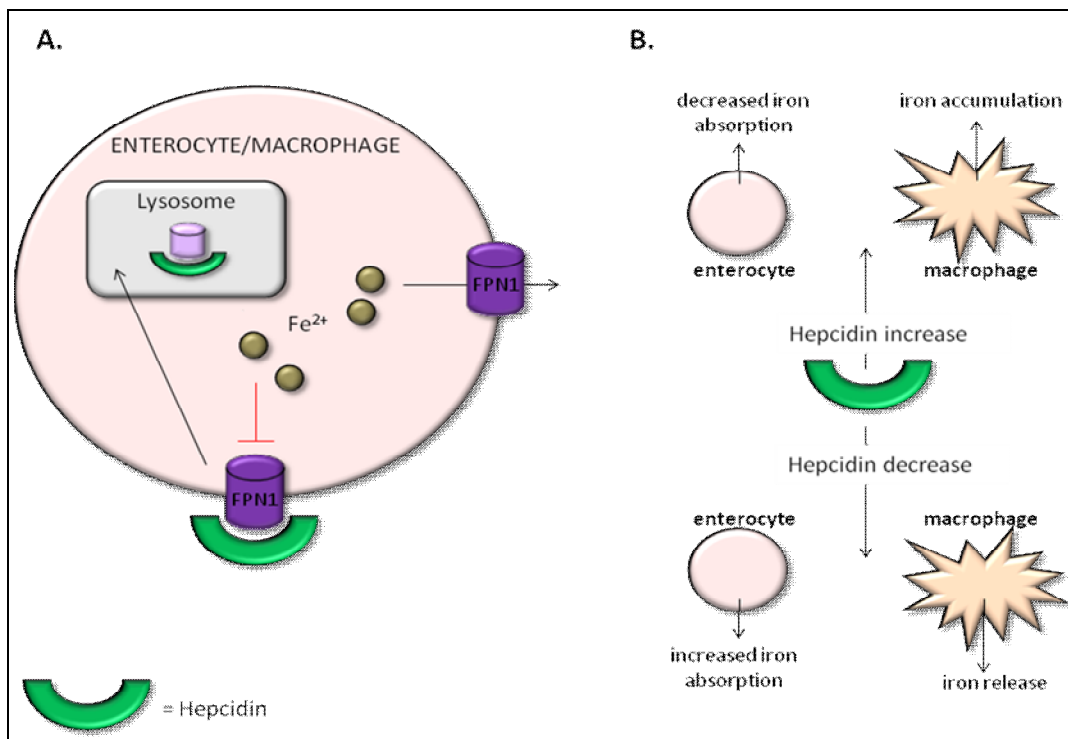 A.
ENTEROCYTE/MACROPHAGE
Lysosome
FPN1
Fe²⁺
FPN1
= Hepcidin
B.
decreased iron
absorption
iron accumulation
enterocyte
macrophage
Hepcidin increase
Hepcidin decrease
enterocyte
macrophage
increased iron
absorption
iron release